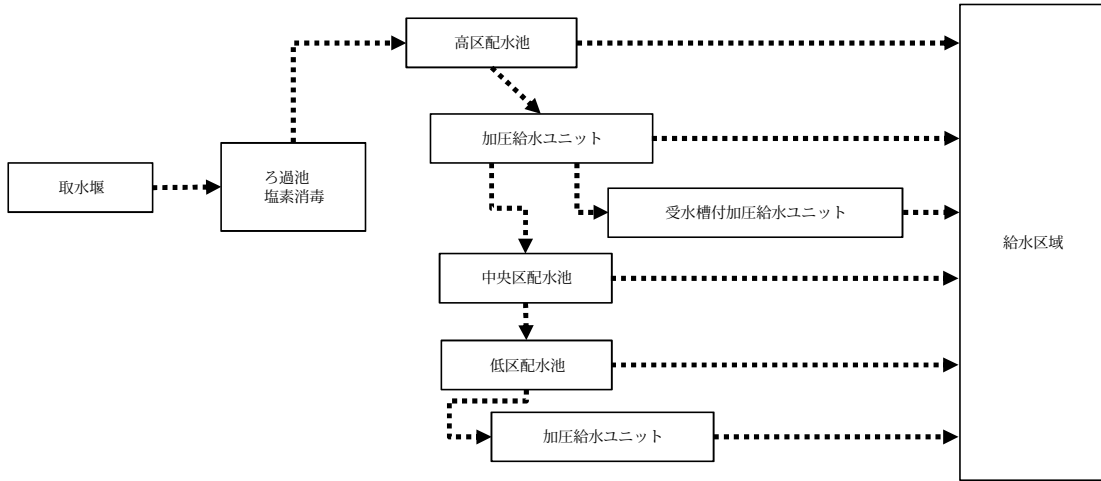 高区配水池
加圧給水ユニット
取水堰
ろ過池
塩素消毒
受水槽付加圧給水ユニット
給水区域
中央区配水池
低区配水池
加圧給水ユニット